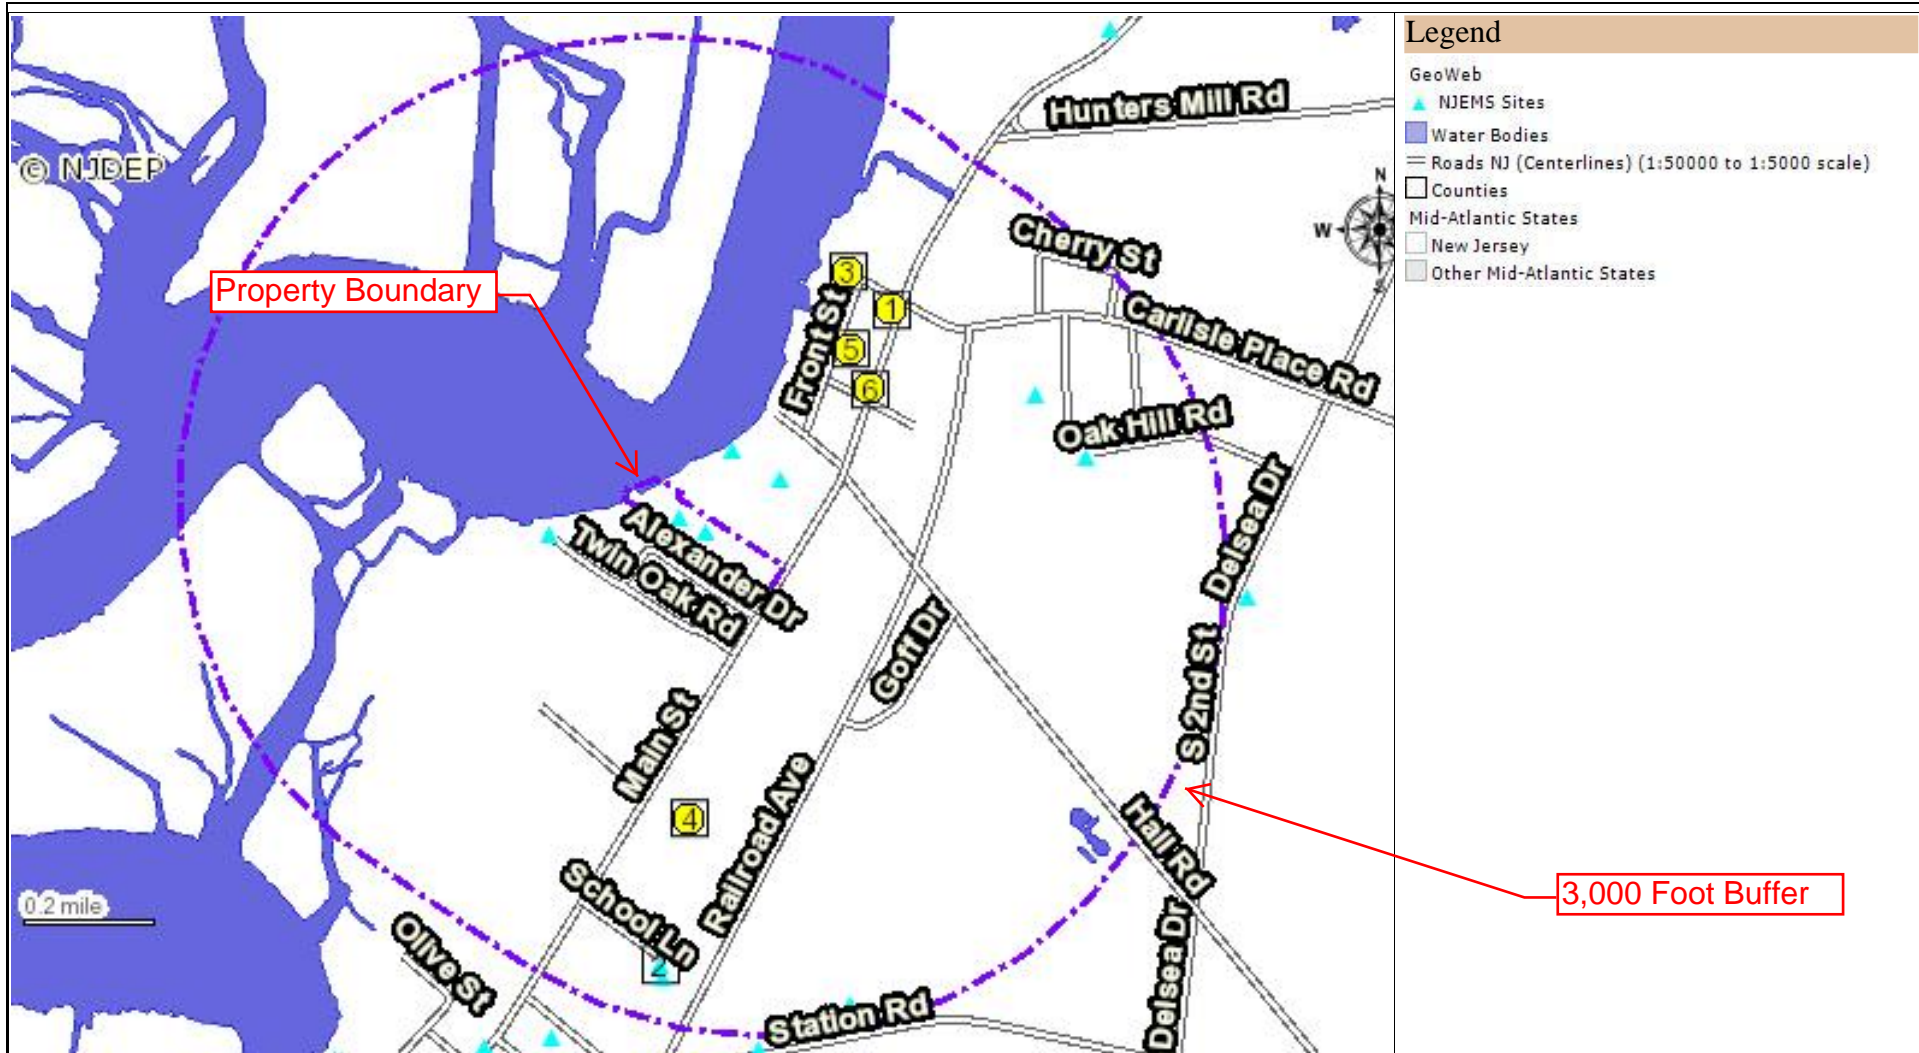 Legend
GeoWeb
NJEMS Sites
Water Bodies
Roads NJ (Centerlines) (1:50000 to 1:5000 scale)
Counties
Mid-Atlantic States
New Jersey
Other Mid-Atlantic States
© NJDEP
Hunters Mill Rd
N
W
Cherry St
Property Boundary
3
1
Front St
5
6
Carlisle Place Rd
Oak Hill Rd
Delsea Dr
Alexander Dr
Twin Oak Rd
Goff Dr
S 2nd St
Main St
4
Railroad Ave
Hall Rd
3,000 Foot Buffer
School Ln
2
0.2 mile
Olive St
Station Rd
Delsea Dr